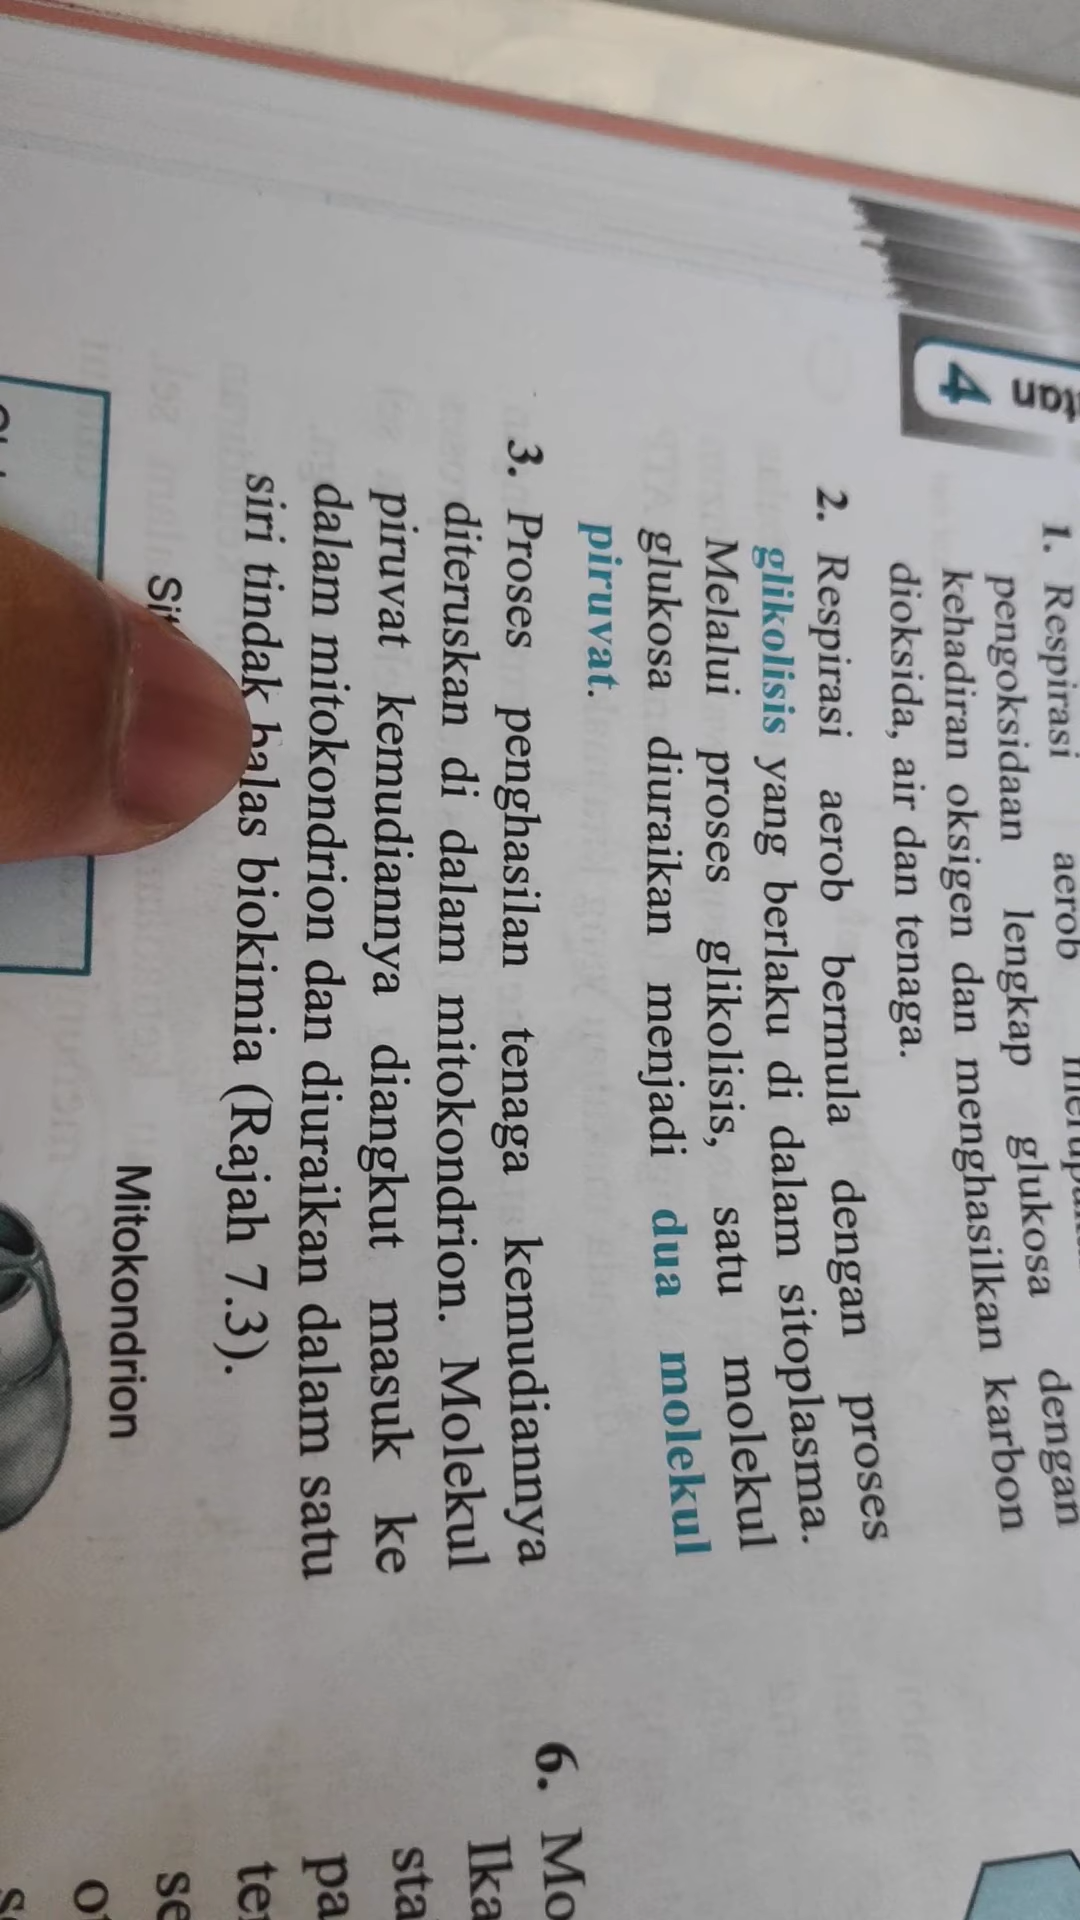 4
1. Respirasi aerob
pengoksidaan lengkap glukosa dengan
kehadiran oksigen dan menghasilkan karbon
dioksida, air dan tenaga.
2. Respirasi aerob bermula dengan proses
glikolisis yang berlaku di dalam sitoplasma.
Melalui proses glikolisis, satu molekul
glukosa diuraikan menjadi dua molekul
piruvat.
3. Proses penghasilan tenaga kemudiannya
diteruskan di dalam mitokondrion. Molekul
piruvat kemudiannya diangkut masuk ke
dalam mitokondrion dan diuraikan dalam satu
siri tindak balas biokimia (Rajah 7.3).
Mitokondrion
6. Mo
Ika
sta
pa
se